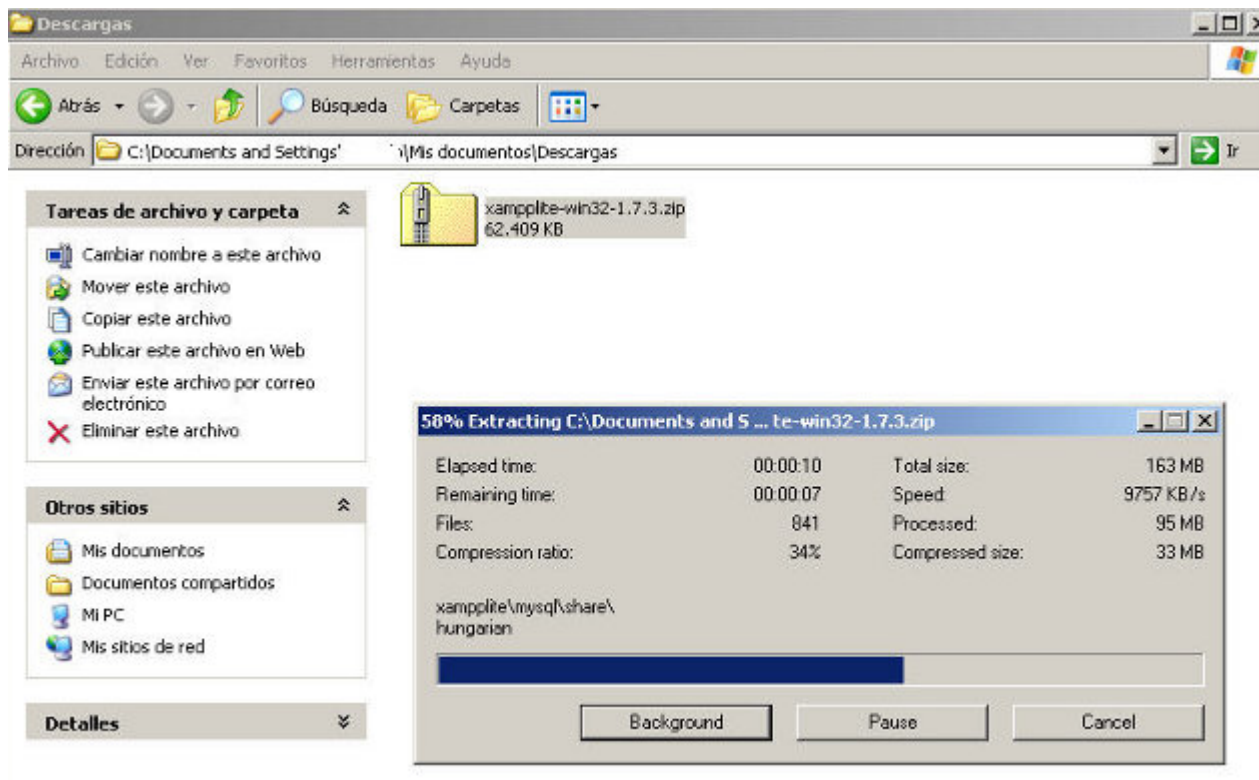 Descargas
Archivo Edición Ver Favoritos Herramientas Ayuda
Atrás Búsqueda Carpetas
Dirección C:\Documents and Settings' \Mis documentos\Descargas Ir
Tareas de archivo y carpeta
Cambiar nombre a este archivo
Mover este archivo
Copiar este archivo
Publicar este archivo en Web
Enviar este archivo por correo
electrónico
Eliminar este archivo
Otros sitios
Mis documentos
Documentos compartidos
Mi PC
Mis sitios de red
Detalles
xampplite-win32-1.7.3.zip
62.409 KB
58% Extracting C:\Documents and S ... te-win32-1.7.3.zip
Elapsed time: 00:00:10 Total size: 163 MB
Remaining time: 00:00:07 Speed: 9757 KB/s
Files: 841 Processed: 95 MB
Compression ratio: 34% Compressed size: 33 MB
xampplite\mysql\share\
hungarian
Background Pause Cancel